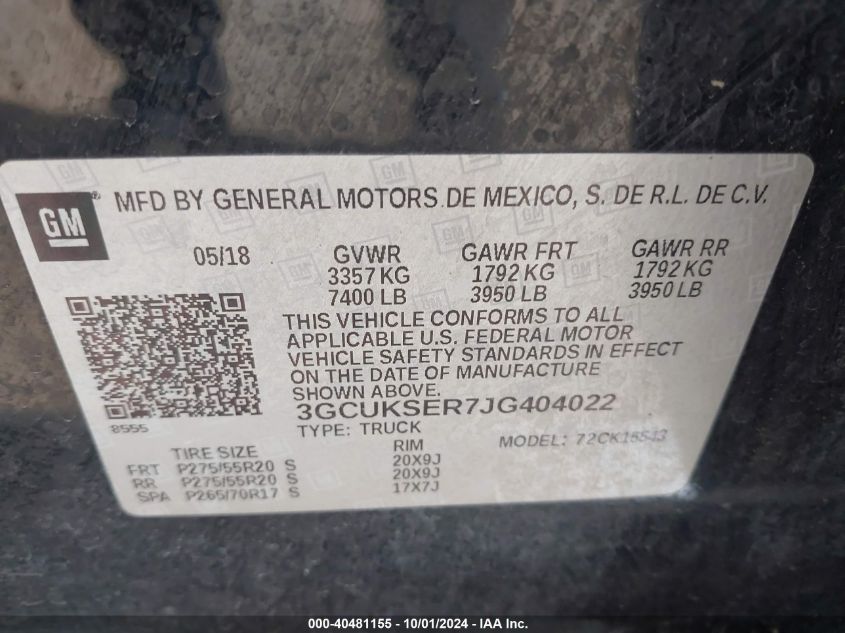 GM ® MFD BY GENERAL MOTORS DE MEXICO, S. DE R.L. DE C.V.
05/18 GVWR GAWR FRT GAWR RR
3357 KG 1792 KG 1792 KG
7400 LB 3950 LB 3950 LB
THIS VEHICLE CONFORMS TO ALL
APPLICABLE U.S. FEDERAL MOTOR
VEHICLE SAFETY STANDARDS IN EFFECT
ON THE DATE OF MANUFACTURE
SHOWN ABOVE.
3GCUKSER7JG404022
8555
TYPE: TRUCK MODEL: 72CK15543
TIRE SIZE RIM
FRT P275/55R20 S 20X9J
RR P275/55R20 S 20X9J
SPA P265/70R17 S 17X7J
000-40481155 - 10/01/2024 - IAA Inc.